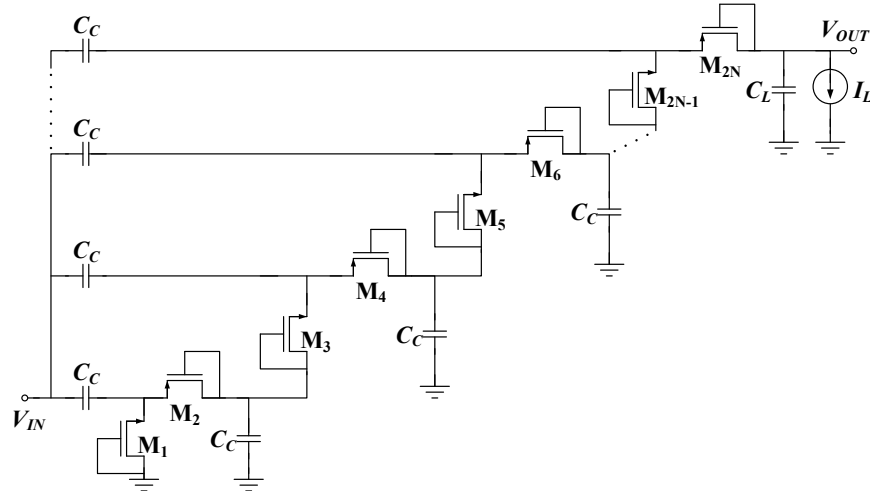 C_C
V_OUT
M_2N
C_L
I_L
M_2N-1
C_C
M_6
C_C
M_5
C_C
M_4
C_C
M_3
C_C
M_2
C_C
V_IN
M_1